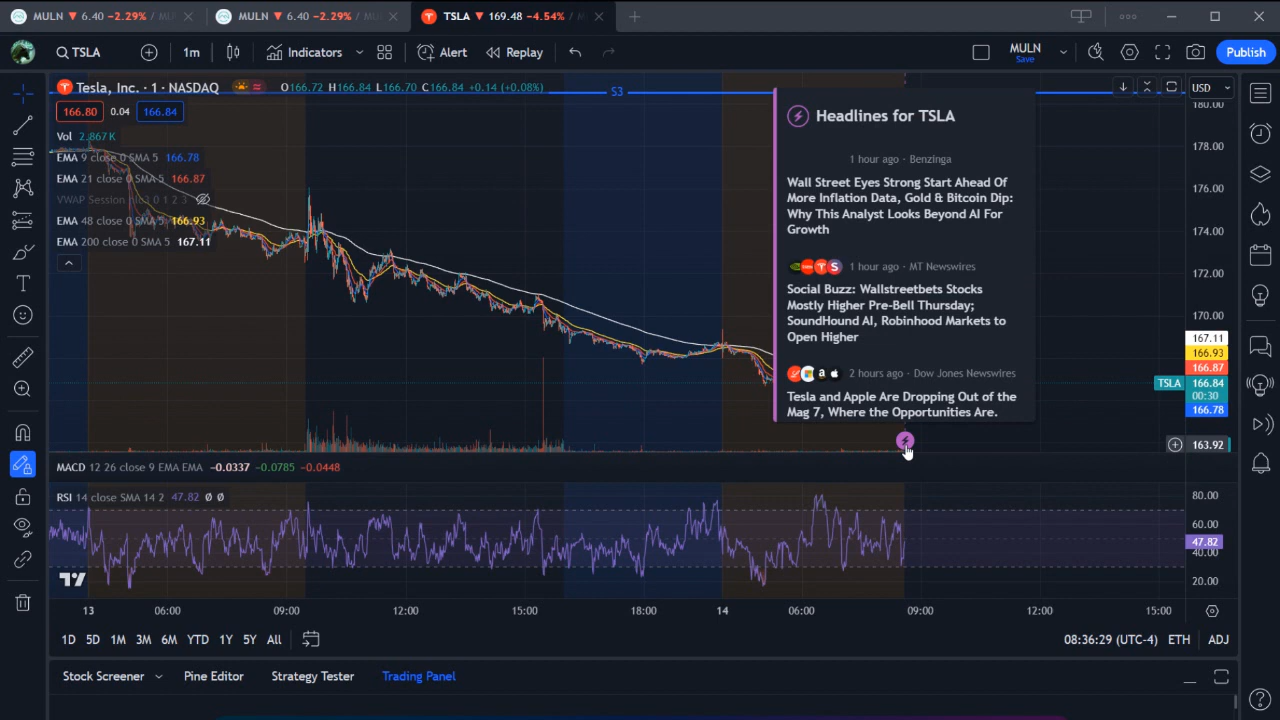 MULN ▼ 6.40 −2.29% / MUL
MULN ▼ 6.40 −2.29% / M
TSLA ▼ 169.48 −4.54% / M
TSLA
1m
Indicators
Alert
Replay
MULN
Save
Publish
Tesla, Inc. · 1 · NASDAQ
O166.72 H166.84 L166.70 C166.84 +0.14 (+0.08%)
S3
USD
166.80
0.04
166.84
Vol 2.867K
EMA 9 close 0 SMA 5 166.78
EMA 21 close 0 SMA 5 166.87
VWAP Session hlc3 0 1 2 3
EMA 48 close 0 SMA 5 166.93
EMA 200 close 0 SMA 5 167.11
Headlines for TSLA
1 hour ago · Benzinga
Wall Street Eyes Strong Start Ahead Of
More Inflation Data, Gold & Bitcoin Dip:
Why This Analyst Looks Beyond AI For
Growth
1 hour ago · MT Newswires
Social Buzz: Wallstreetbets Stocks
Mostly Higher Pre-Bell Thursday;
SoundHound AI, Robinhood Markets to
Open Higher
2 hours ago · Dow Jones Newswires
Tesla and Apple Are Dropping Out of the
Mag 7, Where the Opportunities Are.
180.00
178.00
176.00
174.00
172.00
170.00
167.11
166.93
166.87
TSLA 166.84
00:30
166.78
163.92
MACD 12 26 close 9 EMA EMA −0.0337 −0.0785 −0.0448
RSI 14 close SMA 14 2 47.82 Ø Ø
80.00
60.00
47.82
40.00
20.00
13 06:00 09:00 12:00 15:00 18:00 14 06:00 09:00 12:00 15:00
1D 5D 1M 3M 6M YTD 1Y 5Y All
08:36:29 (UTC-4) ETH ADJ
Stock Screener Pine Editor Strategy Tester Trading Panel